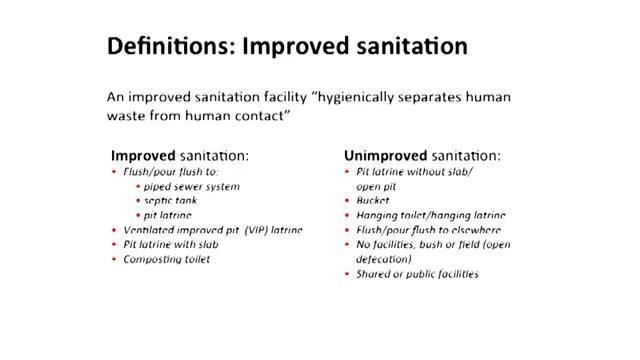 Definitions: Improved sanitation
An improved sanitation facility “hygienically separates human
waste from human contact”
Improved sanitation:
• Flush/pour flush to:
• piped sewer system
• septic tank
• pit latrine
• Ventilated improved pit (VIP) latrine
• Pit latrine with slab
• Composting toilet
Unimproved sanitation:
• Pit latrine without slab/
open pit
• Bucket
• Hanging toilet/hanging latrine
• Flush/pour flush to elsewhere
• No facilities, bush or field (open
defecation)
• Shared or public facilities